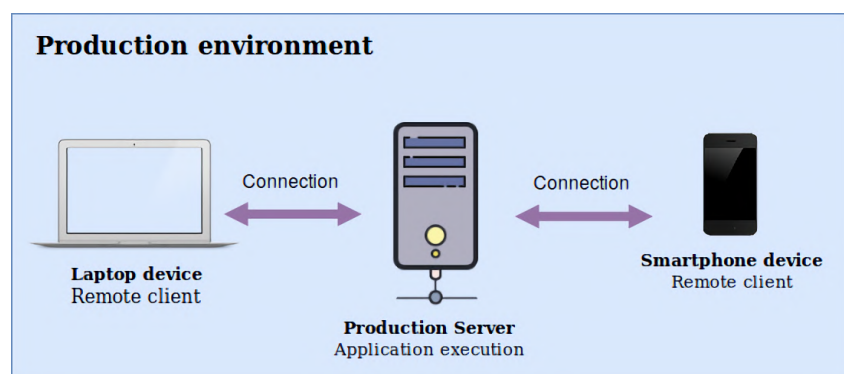 Production environment
Connection
Connection
Laptop device
Remote client
Smartphone device
Remote client
Production Server
Application execution